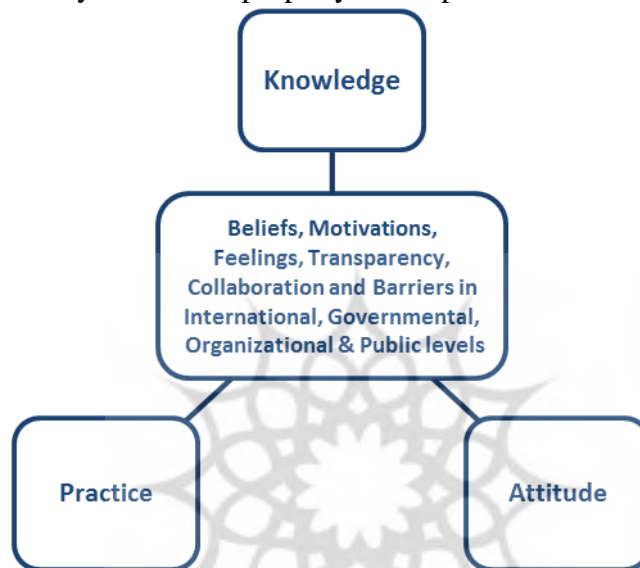 Knowledge
Beliefs, Motivations,
Feelings, Transparency,
Collaboration and Barriers in
International, Governmental,
Organizational & Public levels
Practice
Attitude